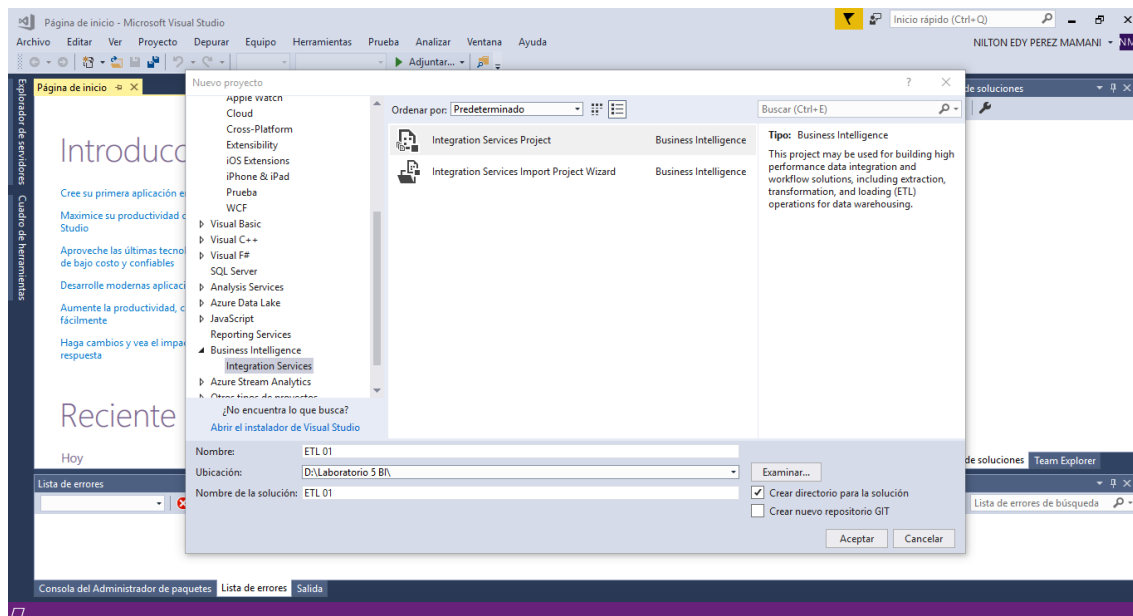 Página de inicio - Microsoft Visual Studio
Inicio rápido (Ctrl+Q)
Archivo Editar Ver Proyecto Depurar Equipo Herramientas Prueba Analizar Ventana Ayuda
NILTON EDY PEREZ MAMANI
NM
Adjuntar...
Explorador de servidores
Cuadro de herramientas
Página de inicio
Introducc
Cree su primera aplicación e
Maximice su productividad c
Studio
Aproveche las últimas tecnol
de bajo costo y confiables
Desarrolle modernas aplicaci
Aumente la productividad, c
fácilmente
Haga cambios y vea el impa
respuesta
Reciente
Hoy
Nuevo proyecto
?
Apple Watch
Cloud
Cross-Platform
Extensibility
iOS Extensions
iPhone & iPad
Prueba
WCF
Visual Basic
Visual C++
Visual F#
SQL Server
Analysis Services
Azure Data Lake
JavaScript
Reporting Services
Business Intelligence
Integration Services
Azure Stream Analytics
Otros tipos de proyectos
¿No encuentra lo que busca?
Abrir el instalador de Visual Studio
Ordenar por: Predeterminado
Integration Services Project Business Intelligence
Integration Services Import Project Wizard Business Intelligence
Buscar (Ctrl+E)
Tipo: Business Intelligence
This project may be used for building high
performance data integration and
workflow solutions, including extraction,
transformation, and loading (ETL)
operations for data warehousing.
Nombre: ETL 01
Ubicación: D:\Laboratorio 5 BI\
Examinar...
Nombre de la solución: ETL 01
Crear directorio para la solución
Crear nuevo repositorio GIT
Aceptar Cancelar
de soluciones
de soluciones Team Explorer
Lista de errores
Lista de errores de búsqueda
Consola del Administrador de paquetes Lista de errores Salida